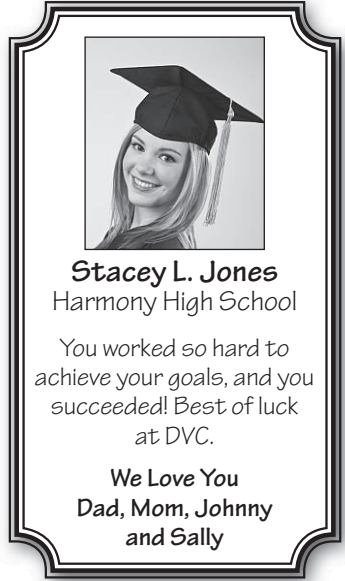 Stacey L. Jones
Harmony High School
You worked so hard to
achieve your goals, and you
succeeded! Best of luck
at DVC.
We Love You
Dad, Mom, Johnny
and Sally